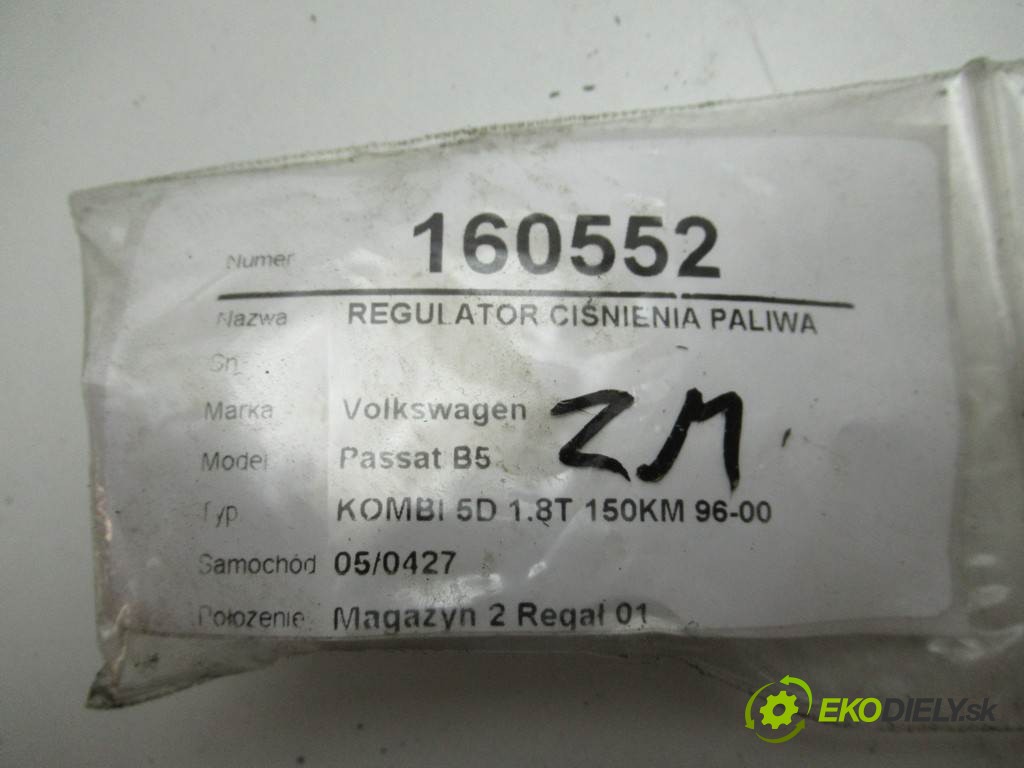 Numer 160552
Nazwa REGULATOR CIŚNIENIA PALIWA
Gn
Marka Volkswagen
ZM
Model Passat B5
Typ KOMBI 5D 1.8T 150KM 96-00
Samochód 05/0427
Położenie Magazyn 2 Regał 01
EKODIELY.sk